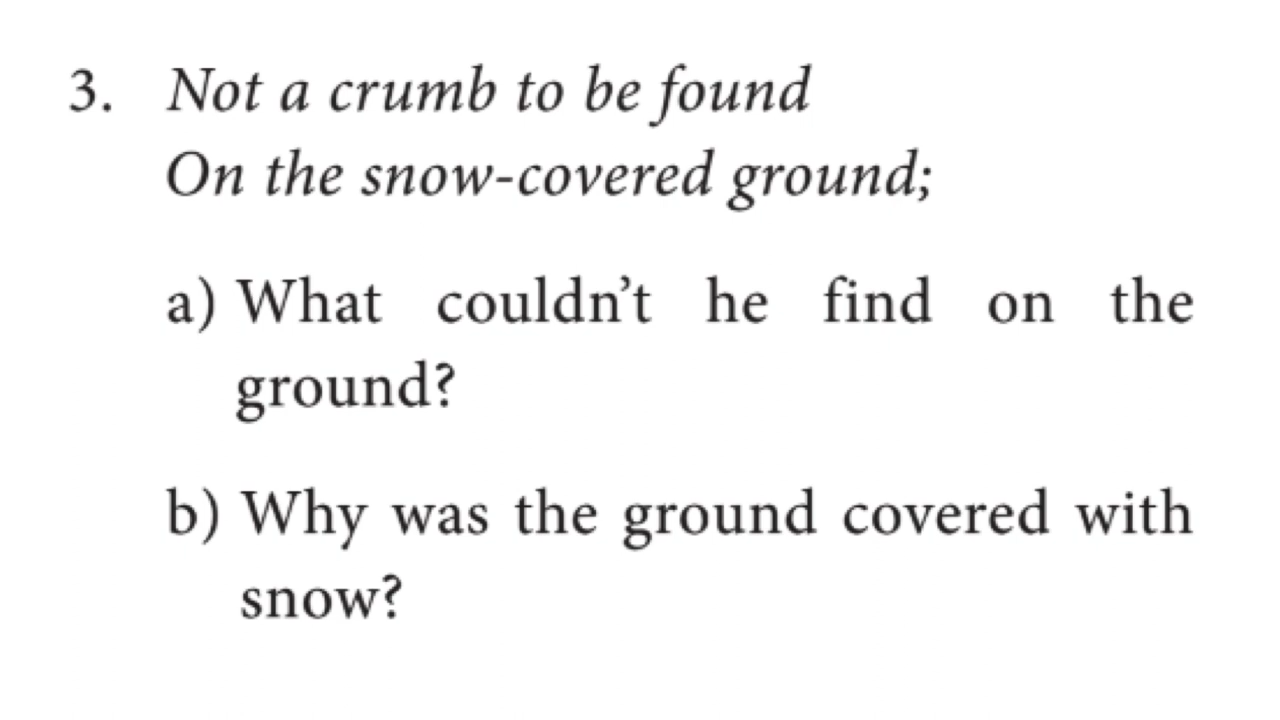 3. Not a crumb to be found
On the snow-covered ground;
a) What couldn’t he find on the
ground?
b) Why was the ground covered with
snow?